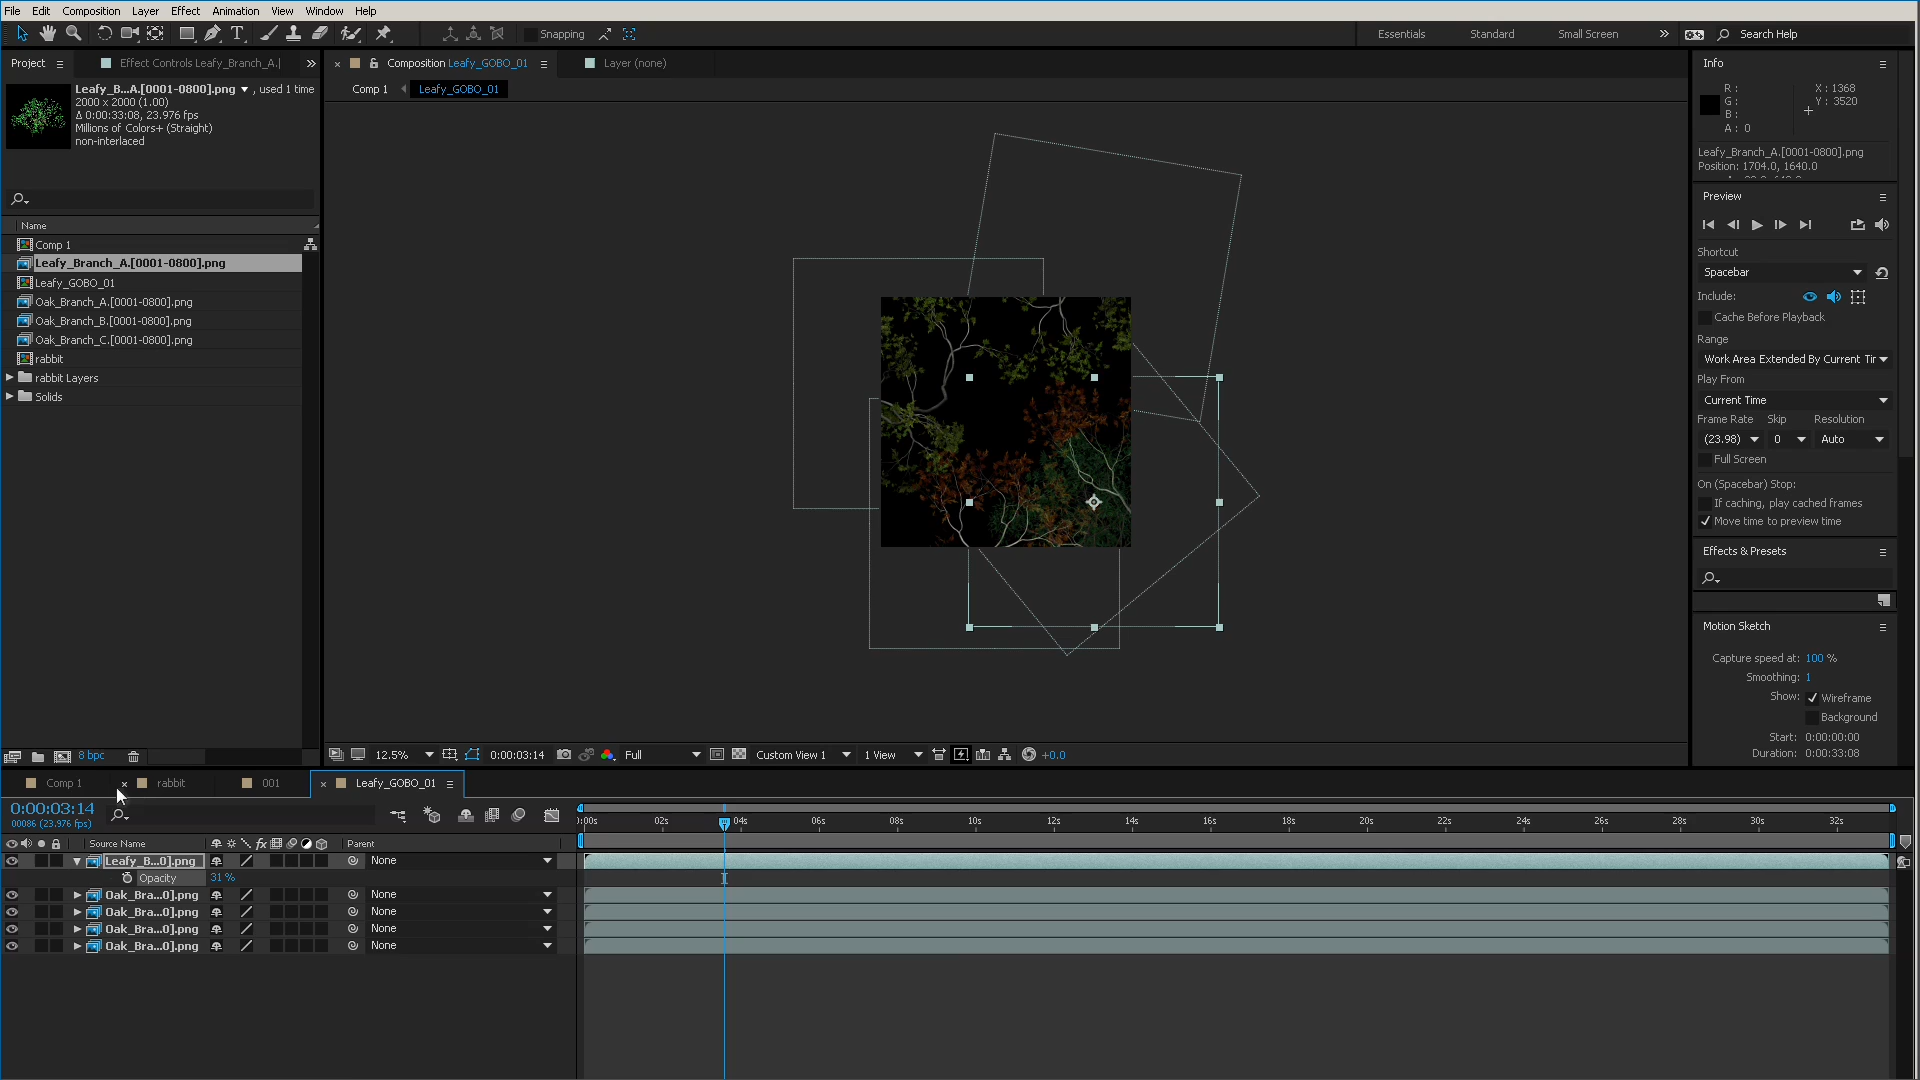 File Edit Composition Layer Effect Animation View Window Help
Snapping
Essentials Standard Small Screen Search Help
Project Effect Controls Leafy_Branch_A.[
Leafy_B...A.[0001-0800].png , used 1 time
2000 x 2000 (1.00)
Δ 0:00:33:08, 23.976 fps
Millions of Colors+ (Straight)
non-interlaced
Name
Comp 1
Leafy_Branch_A.[0001-0800].png
Leafy_GOBO_01
Oak_Branch_A.[0001-0800].png
Oak_Branch_B.[0001-0800].png
Oak_Branch_C.[0001-0800].png
rabbit
rabbit Layers
Solids
8 bpc
Composition Leafy_GOBO_01 Layer (none)
Comp 1 Leafy_GOBO_01
12.5% 0:00:03:14 Full Custom View 1 1 View +0.0
Info
R :
G :
B :
A : 0
X : 1368
Y : 3520
Leafy_Branch_A.[0001-0800].png
Position: 1704.0, 1640.0
Preview
Shortcut
Spacebar
Include:
Cache Before Playback
Range
Work Area Extended By Current Tir
Play From
Current Time
Frame Rate Skip Resolution
(23.98) 0 Auto
Full Screen
On (Spacebar) Stop:
If caching, play cached frames
Move time to preview time
Effects & Presets
Motion Sketch
Capture speed at: 100 %
Smoothing: 1
Show: Wireframe
Background
Start: 0:00:00:00
Duration: 0:00:33:08
Comp 1 rabbit 001 Leafy_GOBO_01
0:00:03:14
00086 (23.976 fps)
):00s 02s 04s 06s 08s 10s 12s 14s 16s 18s 20s 22s 24s 26s 28s 30s 32s
Source Name fx Parent
Leafy_B...0].png None
Opacity 31 %
Oak_Bra...0].png None
Oak_Bra...0].png None
Oak_Bra...0].png None
Oak_Bra...0].png None